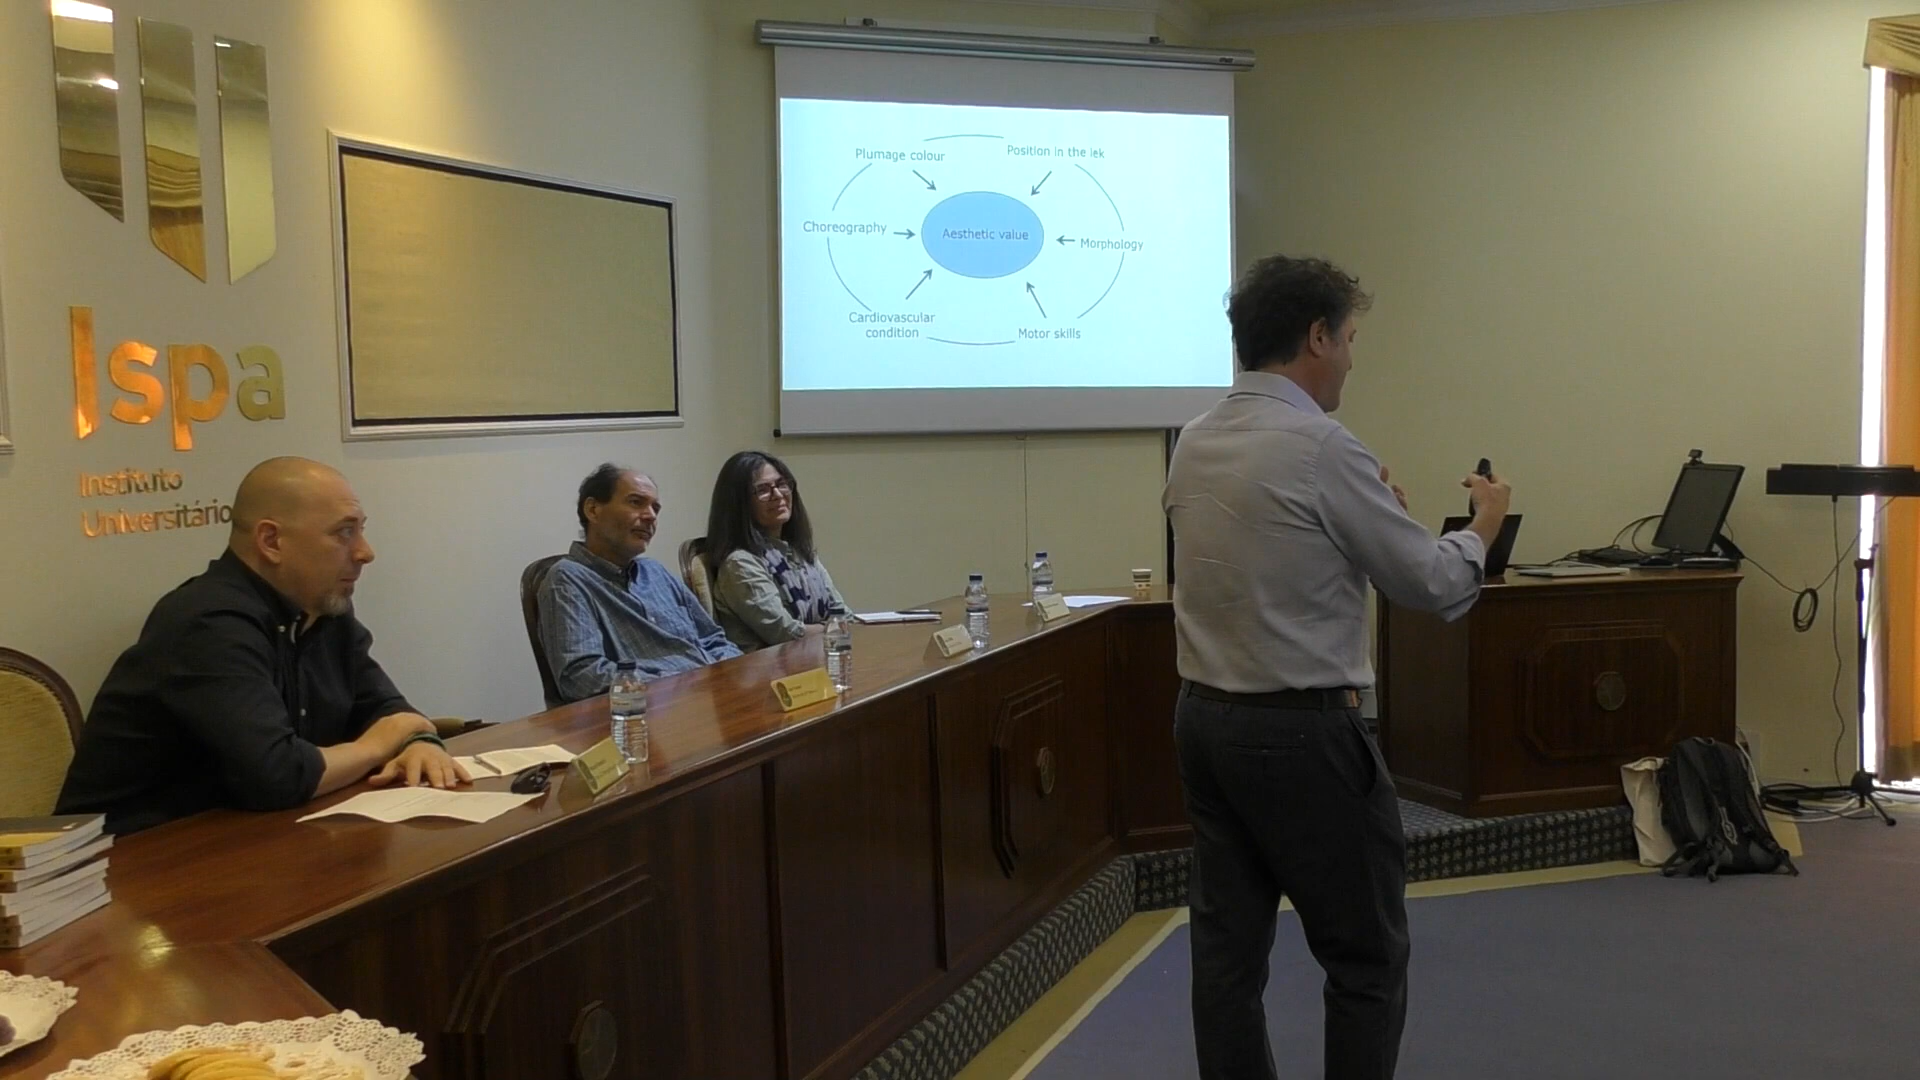 Ispa
Instituto
Universitário
Plumage colour
Position in the lek
Choreography
Aesthetic value
Morphology
Cardiovascular
condition
Motor skills